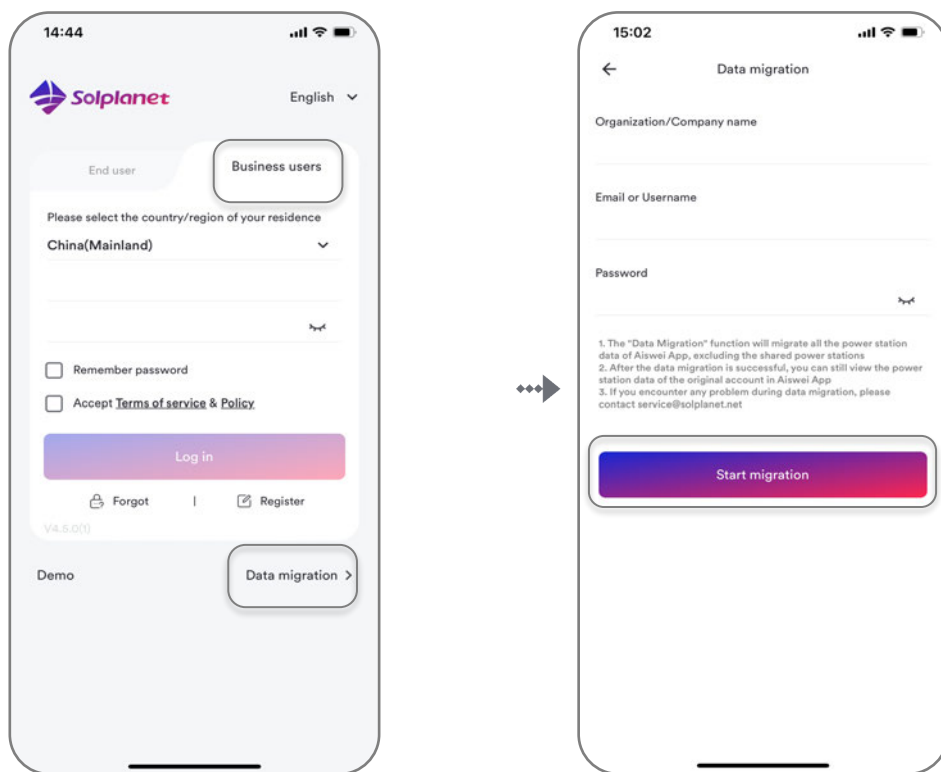 14:44
Solplanet
English
End user
Business users
Please select the country/region of your residence
China(Mainland)
Remember password
Accept Terms of service & Policy
Log in
Forgot
|
Register
V4.5.0(1)
Demo
Data migration
15:02
Data migration
Organization/Company name
Email or Username
Password
1. The "Data Migration" function will migrate all the power station
data of Aiswei App, excluding the shared power stations
2. After the data migration is successful, you can still view the power
station data of the original account in Aiswei App
3. If you encounter any problem during data migration, please
contact service@solplanet.net
Start migration